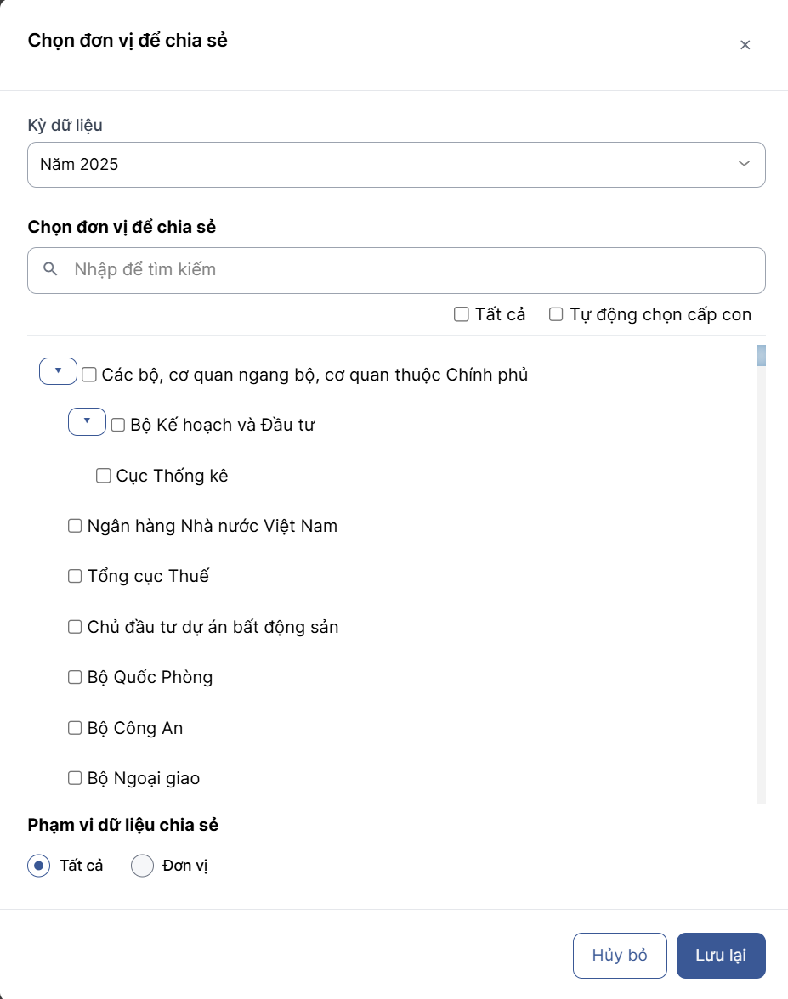 Chọn đơn vị để chia sẻ
Kỳ dữ liệu
Năm 2025
Chọn đơn vị để chia sẻ
Nhập để tìm kiếm
Tất cả Tự động chọn cấp con
Các bộ, cơ quan ngang bộ, cơ quan thuộc Chính phủ
Bộ Kế hoạch và Đầu tư
Cục Thống kê
Ngân hàng Nhà nước Việt Nam
Tổng cục Thuế
Chủ đầu tư dự án bất động sản
Bộ Quốc Phòng
Bộ Công An
Bộ Ngoại giao
Phạm vi dữ liệu chia sẻ
Tất cả Đơn vị
Hủy bỏ Lưu lại